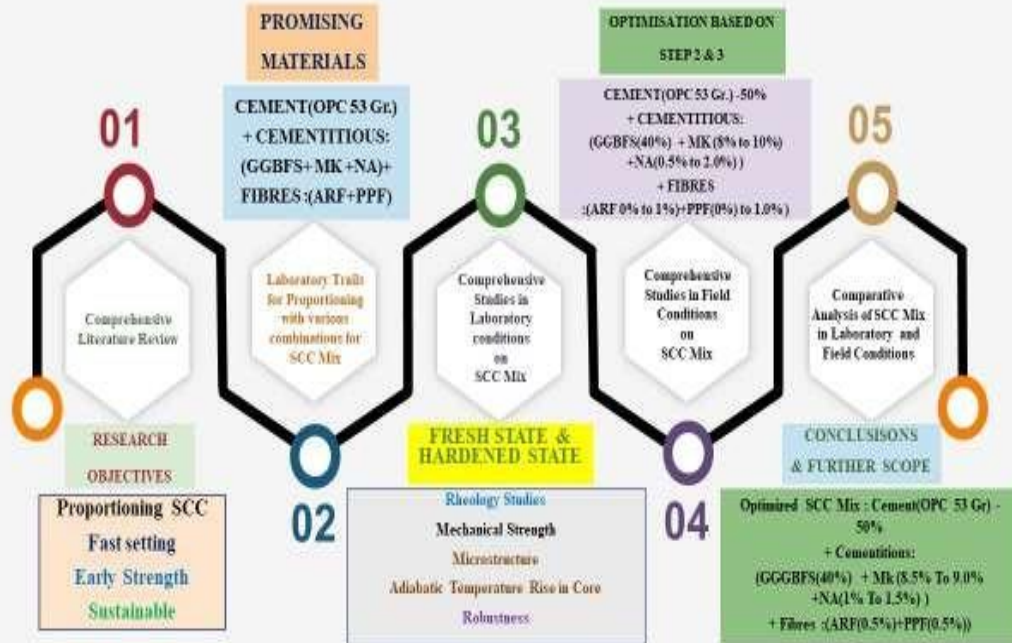 01
Comprehensive
Literature Review
RESEARCH
OBJECTIVES
Proportioning SCC
Fast setting
Early Strength
Sustainable
PROMISING
MATERIALS
CEMENT(OPC 53 Gr.)
+ CEMENTITIOUS:
(GGBFS+ MK +NA)+
FIBRES :(ARF+PPF)
Laboratory Trails
for Proportioning
with various
combinations for
SCC Mix
02
03
Comprehensive
Studies in
Laboratory
conditions
on
SCC Mix
FRESH STATE &
HARDENED STATE
Rheology Studies
Mechanical Strength
Microstructure
Adiabatic Temperature Rise in Core
Robustness
OPTIMISATION BASED ON
STEP 2 & 3
CEMENT(OPC 53 Gr.) -50%
+ CEMENTITIOUS:
(GGBFS(40%) + MK (8% to 10%)
+NA(0.5% to 2.0%) )
+ FIBRES
:(ARF 0% to 1%)+PPF(0%) to 1.0% )
Comprehensive
Studies in Field
Conditions
on
SCC Mix
04
05
Comparative
Analysis of SCC Mix
in Laboratory and
Field Conditions
CONCLUSISONS
& FURTHER SCOPE
Optimized SCC Mix : Cement(OPC 53 Gr) -
50%
+ Cementitions:
(GGGBFS(40%) + Mk (8.5% To 9.0%
+NA(1% To 1.5%) )
+ Fibres :(ARF(0.5%)+PPF(0.5%))